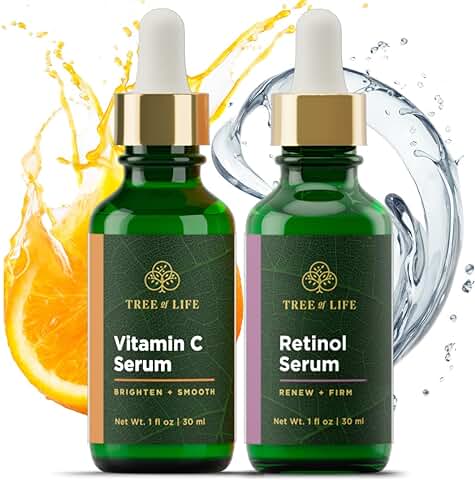 TREE of LIFE
Vitamin C
Serum
BRIGHTEN + SMOOTH
Net Wt. 1 fl oz | 30 ml
TREE of LIFE
Retinol
Serum
RENEW + FIRM
Net Wt. 1 fl oz | 30 ml